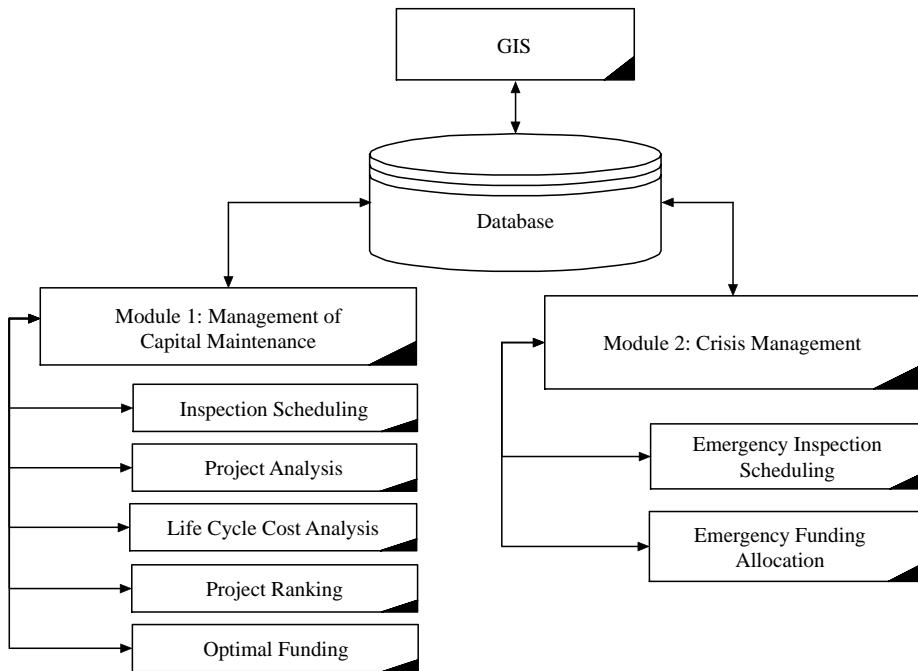 GIS
Database
Module 1: Management of
Capital Maintenance
Inspection Scheduling
Project Analysis
Life Cycle Cost Analysis
Project Ranking
Optimal Funding
Module 2: Crisis Management
Emergency Inspection
Scheduling
Emergency Funding
Allocation